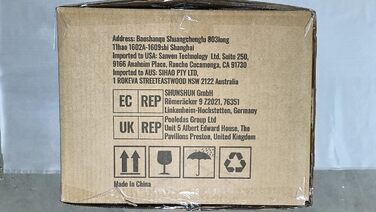 Address: Baoshanqu Shuangchenglu 803long
11hao 1602A-1609shi Shanghai
Imported to USA: Sanven Technology Ltd, Suite 250,
9166 Anaheim Place, Rancho Cucamonga, CA 91730
Imported to AUS: SIHAO PTY LTD,
1 ROKEVA STREETEASTWOOD NSW 2122 Australia
EC REP SHUNSHUN GmbH
Römeräcker 9 Z2021, 76351
Linkenheim-Hochstetten, Germany
UK REP Pooledas Group Ltd
Unit 5 Albert Edward House, The
Pavilions Preston, United Kingdom
Made in China